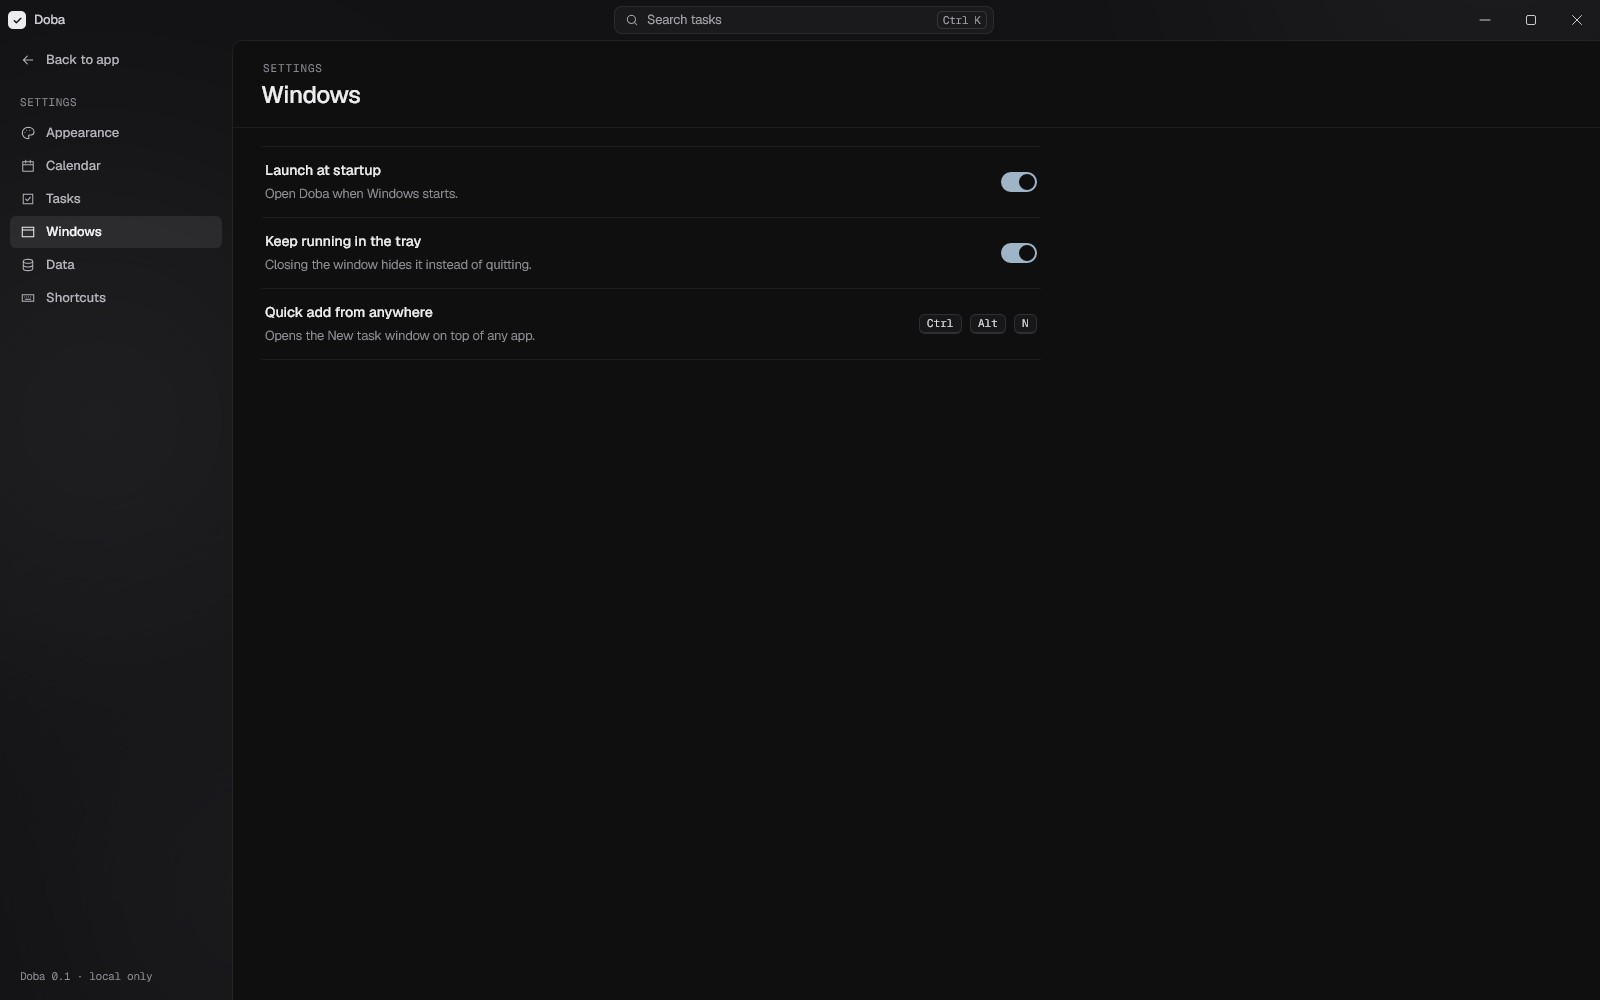 Doba
Search tasks
Ctrl K
Back to app
SETTINGS
Appearance
Calendar
Tasks
Windows
Data
Shortcuts
Doba 0.1 · local only
SETTINGS
Windows
Launch at startup
Open Doba when Windows starts.
Keep running in the tray
Closing the window hides it instead of quitting.
Quick add from anywhere
Opens the New task window on top of any app.
Ctrl Alt N